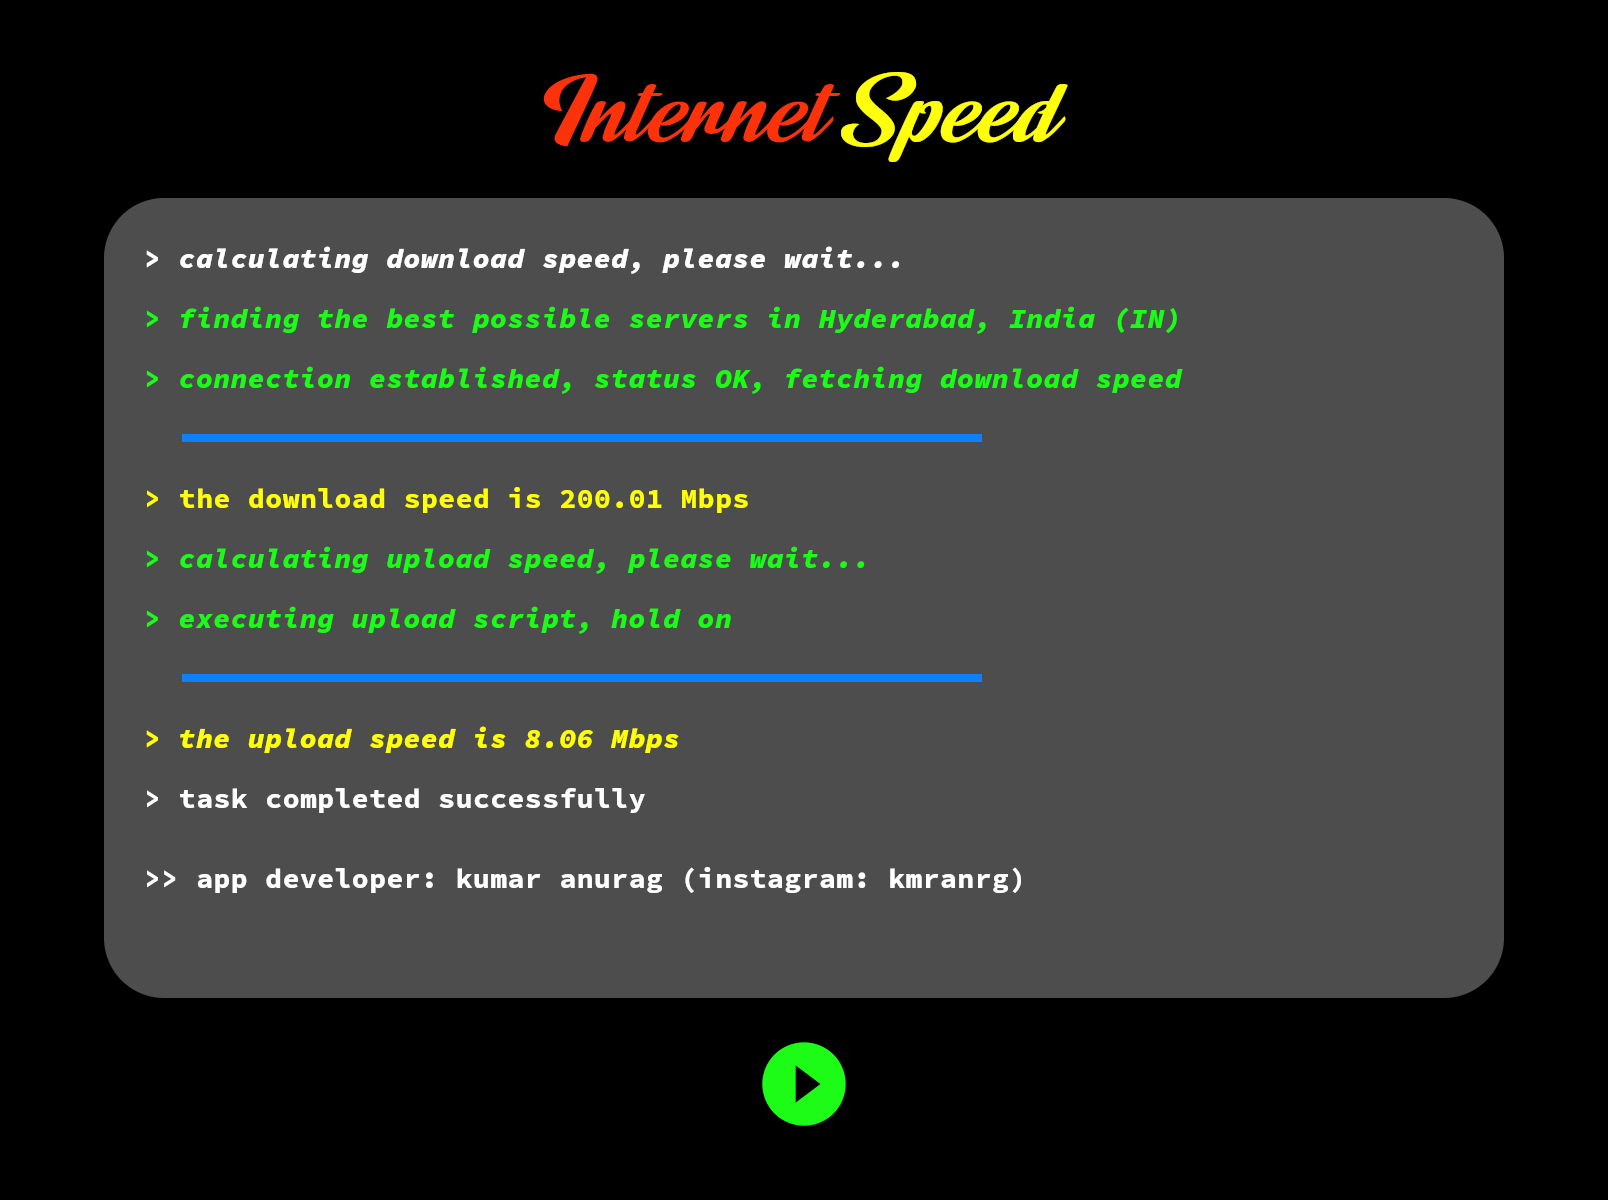 Internet Speed
> calculating download speed, please wait...
> finding the best possible servers in Hyderabad, India (IN)
> connection established, status OK, fetching download speed
> the download speed is 200.01 Mbps
> calculating upload speed, please wait...
> executing upload script, hold on
> the upload speed is 8.06 Mbps
> task completed successfully
>> app developer: kumar anurag (instagram: kmranrg)